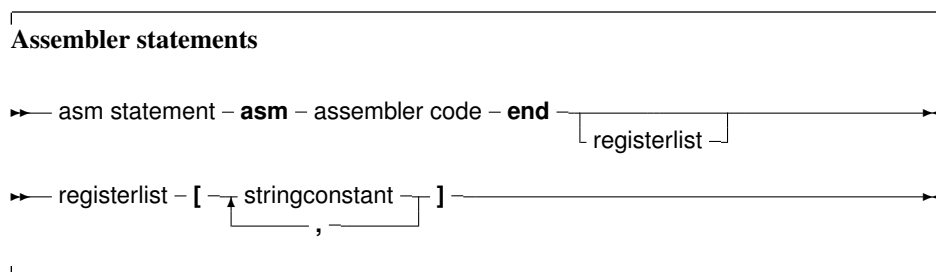 Assembler statements
asm statement – asm – assembler code – end
registerlist
registerlist – [ – stringconstant – ]
,